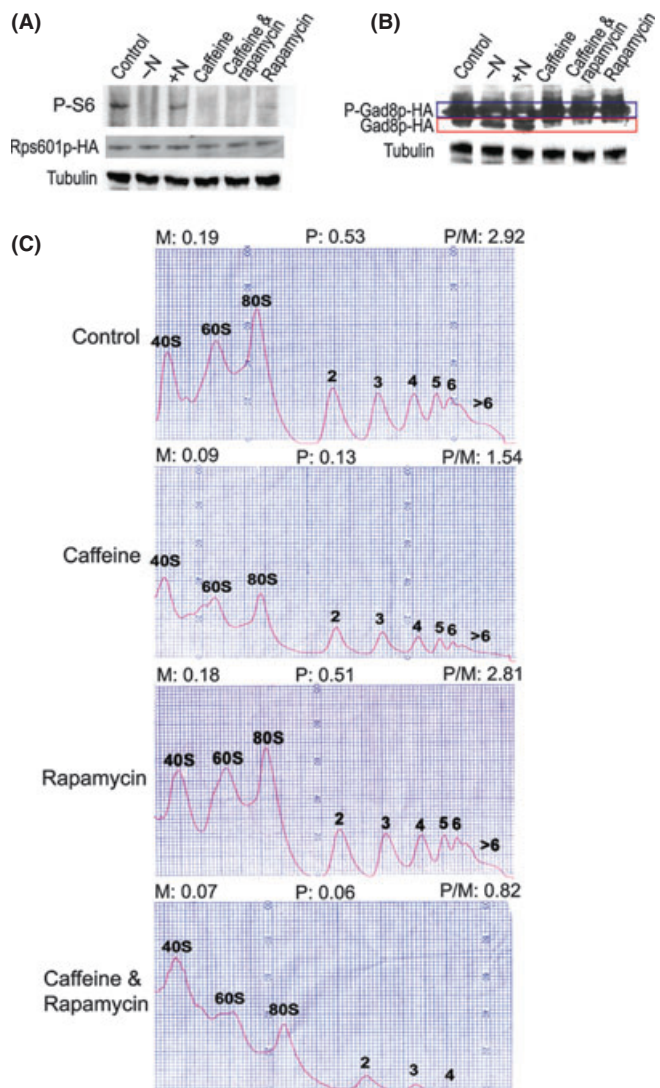 (A)
Control
–N
+N
Caffeine
Caffeine &
rapamycin
Rapamycin
P-S6
Rps601p-HA
Tubulin
(B)
Control
–N
+N
Caffeine
Caffeine &
rapamycin
Rapamycin
P-Gad8p-HA
Gad8p-HA
Tubulin
(C)
M: 0.19 P: 0.53 P/M: 2.92
Control
40S 60S 80S 2 3 4 5 6 >6
M: 0.09 P: 0.13 P/M: 1.54
Caffeine
40S 60S 80S 2 3 4 5 6 >6
M: 0.18 P: 0.51 P/M: 2.81
Rapamycin
40S 60S 80S 2 3 4 5 6 >6
M: 0.07 P: 0.06 P/M: 0.82
Caffeine &
Rapamycin
40S 60S 80S 2 3 4